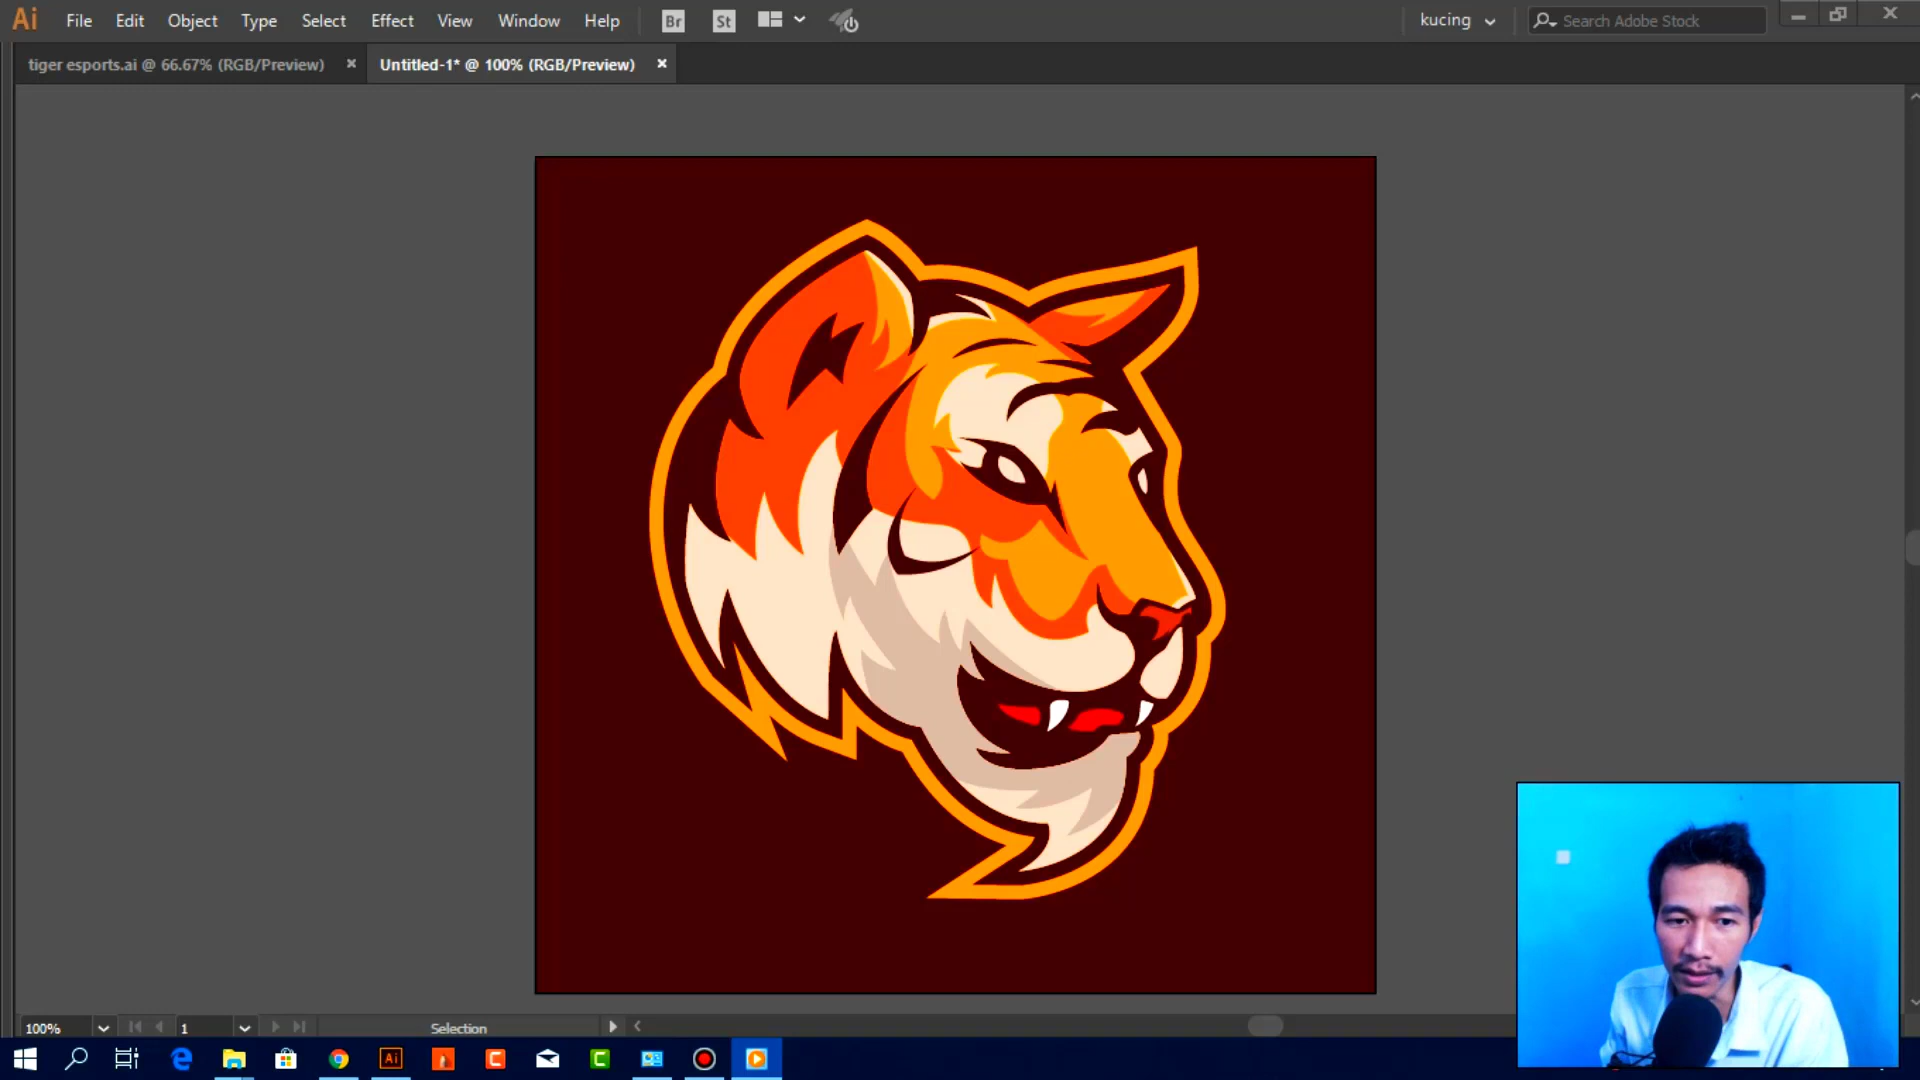 Ai File Edit Object Type Select Effect View Window Help Br St kucing Search Adobe Stock
tiger esports.ai @ 66.67% (RGB/Preview) Untitled-1* @ 100% (RGB/Preview)
100% 1 Selection
Ai